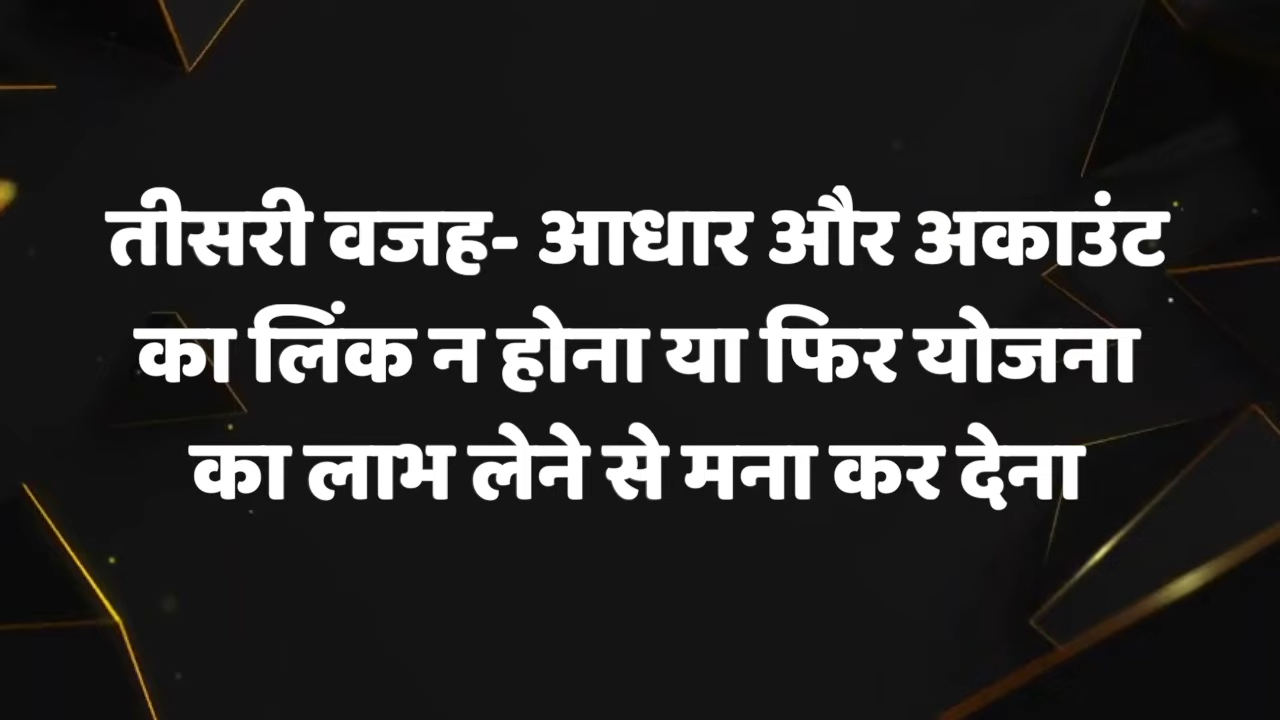 तीसरी वजह- आधार और अकाउंट
का लिंक न होना या फिर योजना
का लाभ लेने से मना कर देना